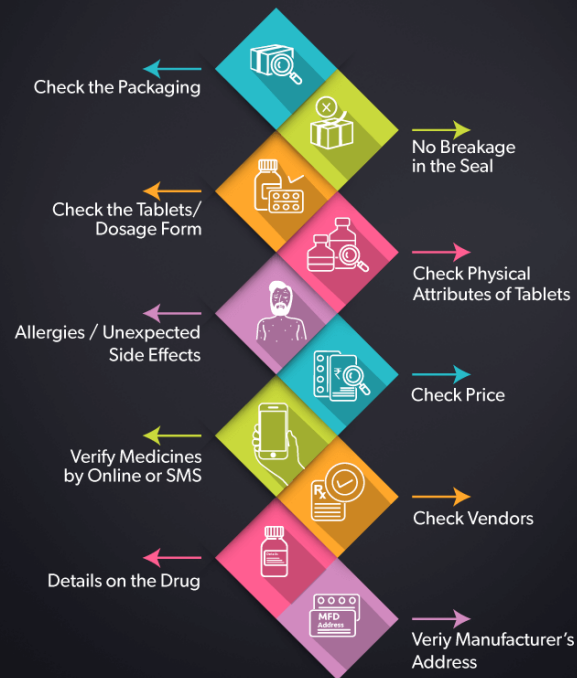 Check the Packaging
No Breakage
in the Seal
Check the Tablets/
Dosage Form
Check Physical
Attributes of Tablets
Allergies / Unexpected
Side Effects
₹
Check Price
Verify Medicines
by Online or SMS
Rx
Check Vendors
Details on the Drug
MFD
Address
Veriy Manufacturer's
Address